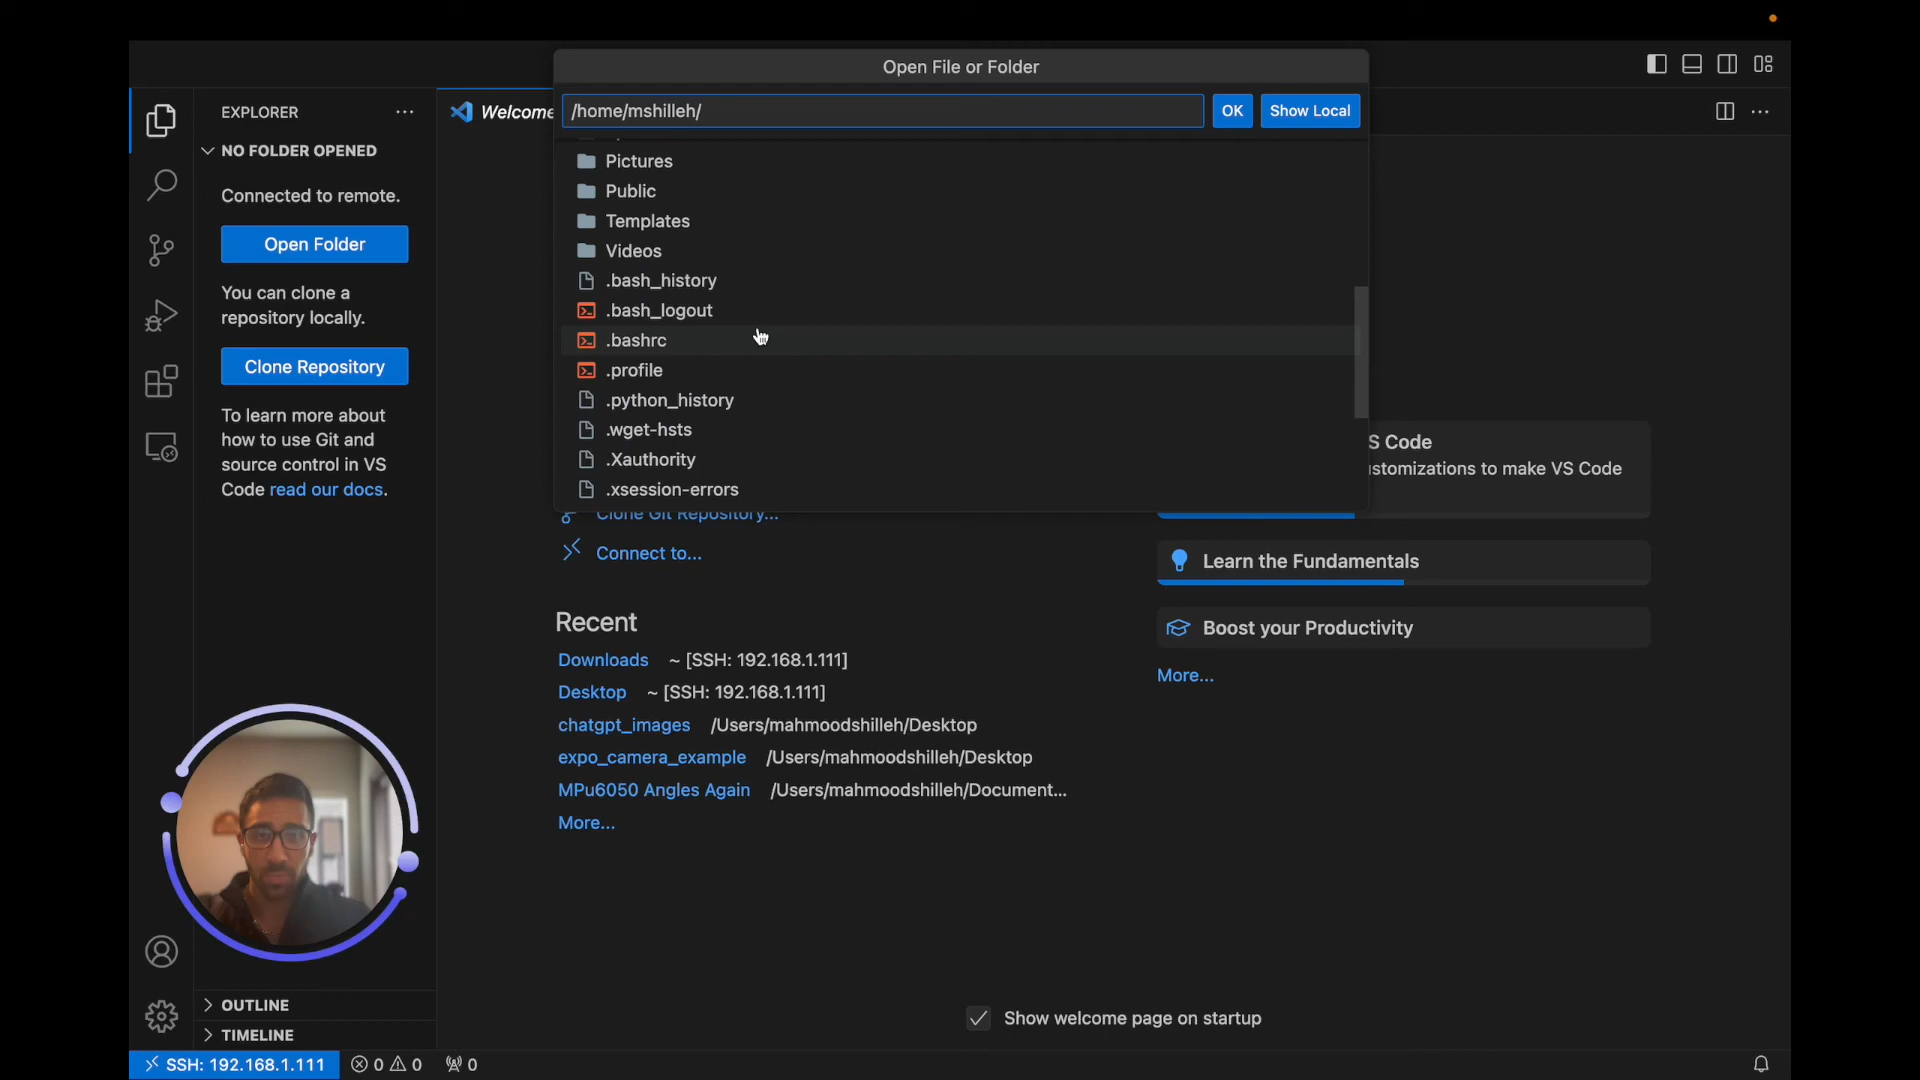 Open File or Folder
/home/mshilleh/
OK
Show Local
EXPLORER
Welcome
NO FOLDER OPENED
Connected to remote.
Open Folder
You can clone a
repository locally.
Clone Repository
To learn more about
how to use Git and
source control in VS
Code read our docs.
Pictures
Public
Templates
Videos
.bash_history
.bash_logout
.bashrc
.profile
.python_history
.wget-hsts
.Xauthority
.xsession-errors
Clone Git Repository...
Connect to...
Recent
Downloads ~ [SSH: 192.168.1.111]
Desktop ~ [SSH: 192.168.1.111]
chatgpt_images /Users/mahmoodshilleh/Desktop
expo_camera_example /Users/mahmoodshilleh/Desktop
MPu6050 Angles Again /Users/mahmoodshilleh/Document...
More...
S Code
stomizations to make VS Code
Learn the Fundamentals
Boost your Productivity
More...
OUTLINE
TIMELINE
Show welcome page on startup
SSH: 192.168.1.111
0
0
0